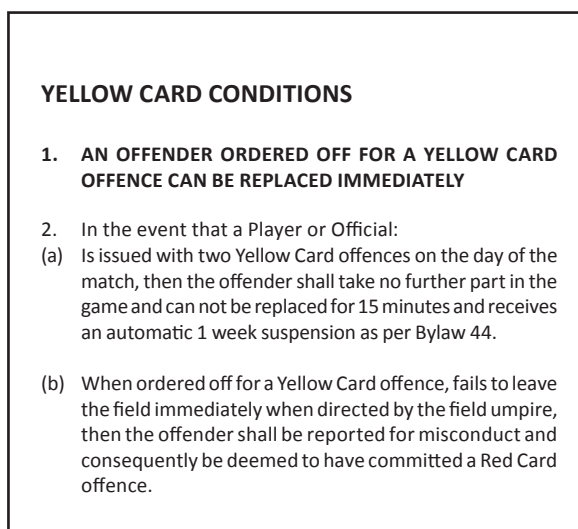 YELLOW CARD CONDITIONS
1. AN OFFENDER ORDERED OFF FOR A YELLOW CARD
OFFENCE CAN BE REPLACED IMMEDIATELY
2. In the event that a Player or Official:
(a) Is issued with two Yellow Card offences on the day of the
match, then the offender shall take no further part in the
game and can not be replaced for 15 minutes and receives
an automatic 1 week suspension as per Bylaw 44.
(b) When ordered off for a Yellow Card offence, fails to leave
the field immediately when directed by the field umpire,
then the offender shall be reported for misconduct and
consequently be deemed to have committed a Red Card
offence.